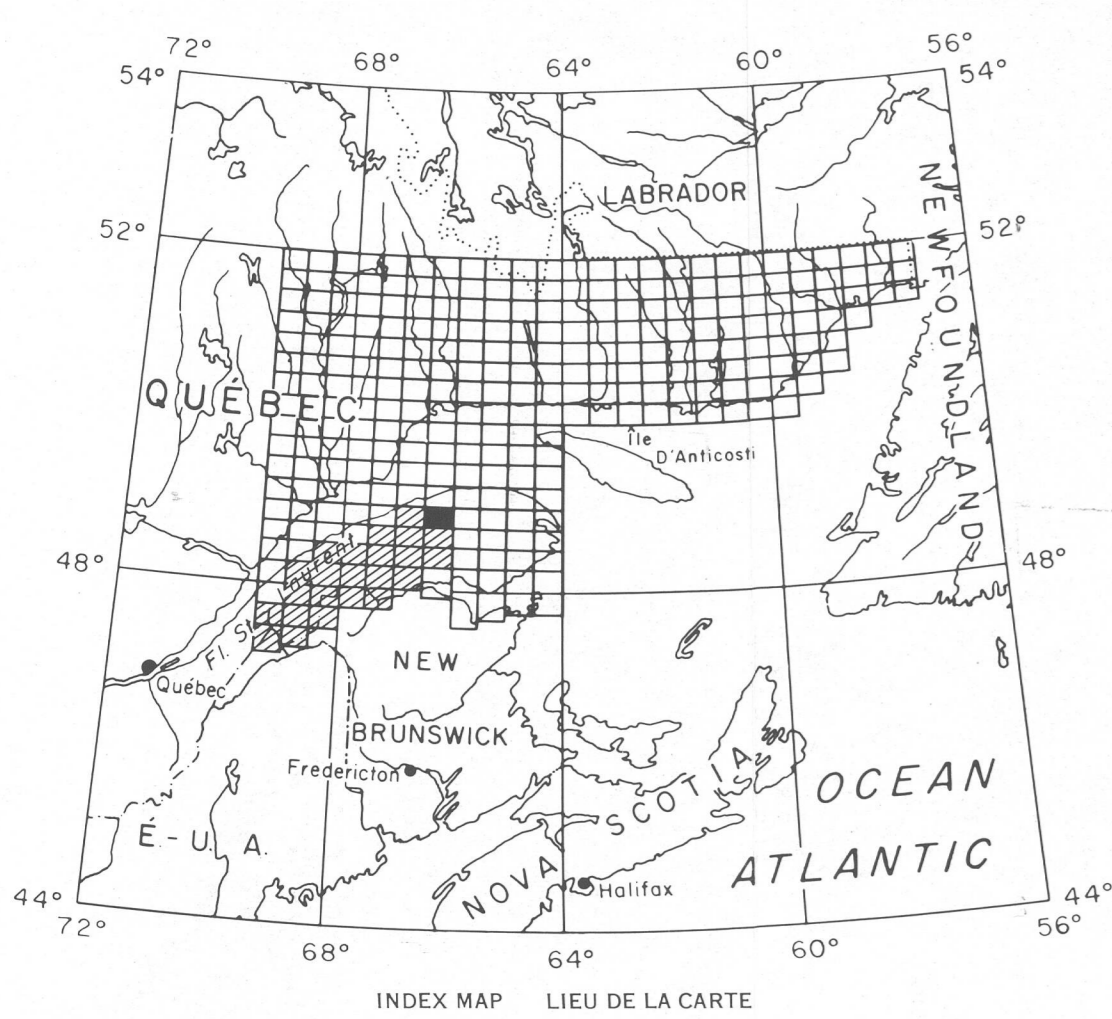 72° 68° 64° 60° 56°
54° 54°
LABRADOR
NEWFOUNDLAND
52° 52°
QUÉBEC
Île
D'Anticosti
48° 48°
Fl. St Laurent
Québec
NEW
BRUNSWICK
Fredericton
É.-U. A.
NOVA SCOTIA
Halifax
OCEAN
ATLANTIC
44° 44°
72° 68° 64° 60° 56°
INDEX MAP LIEU DE LA CARTE